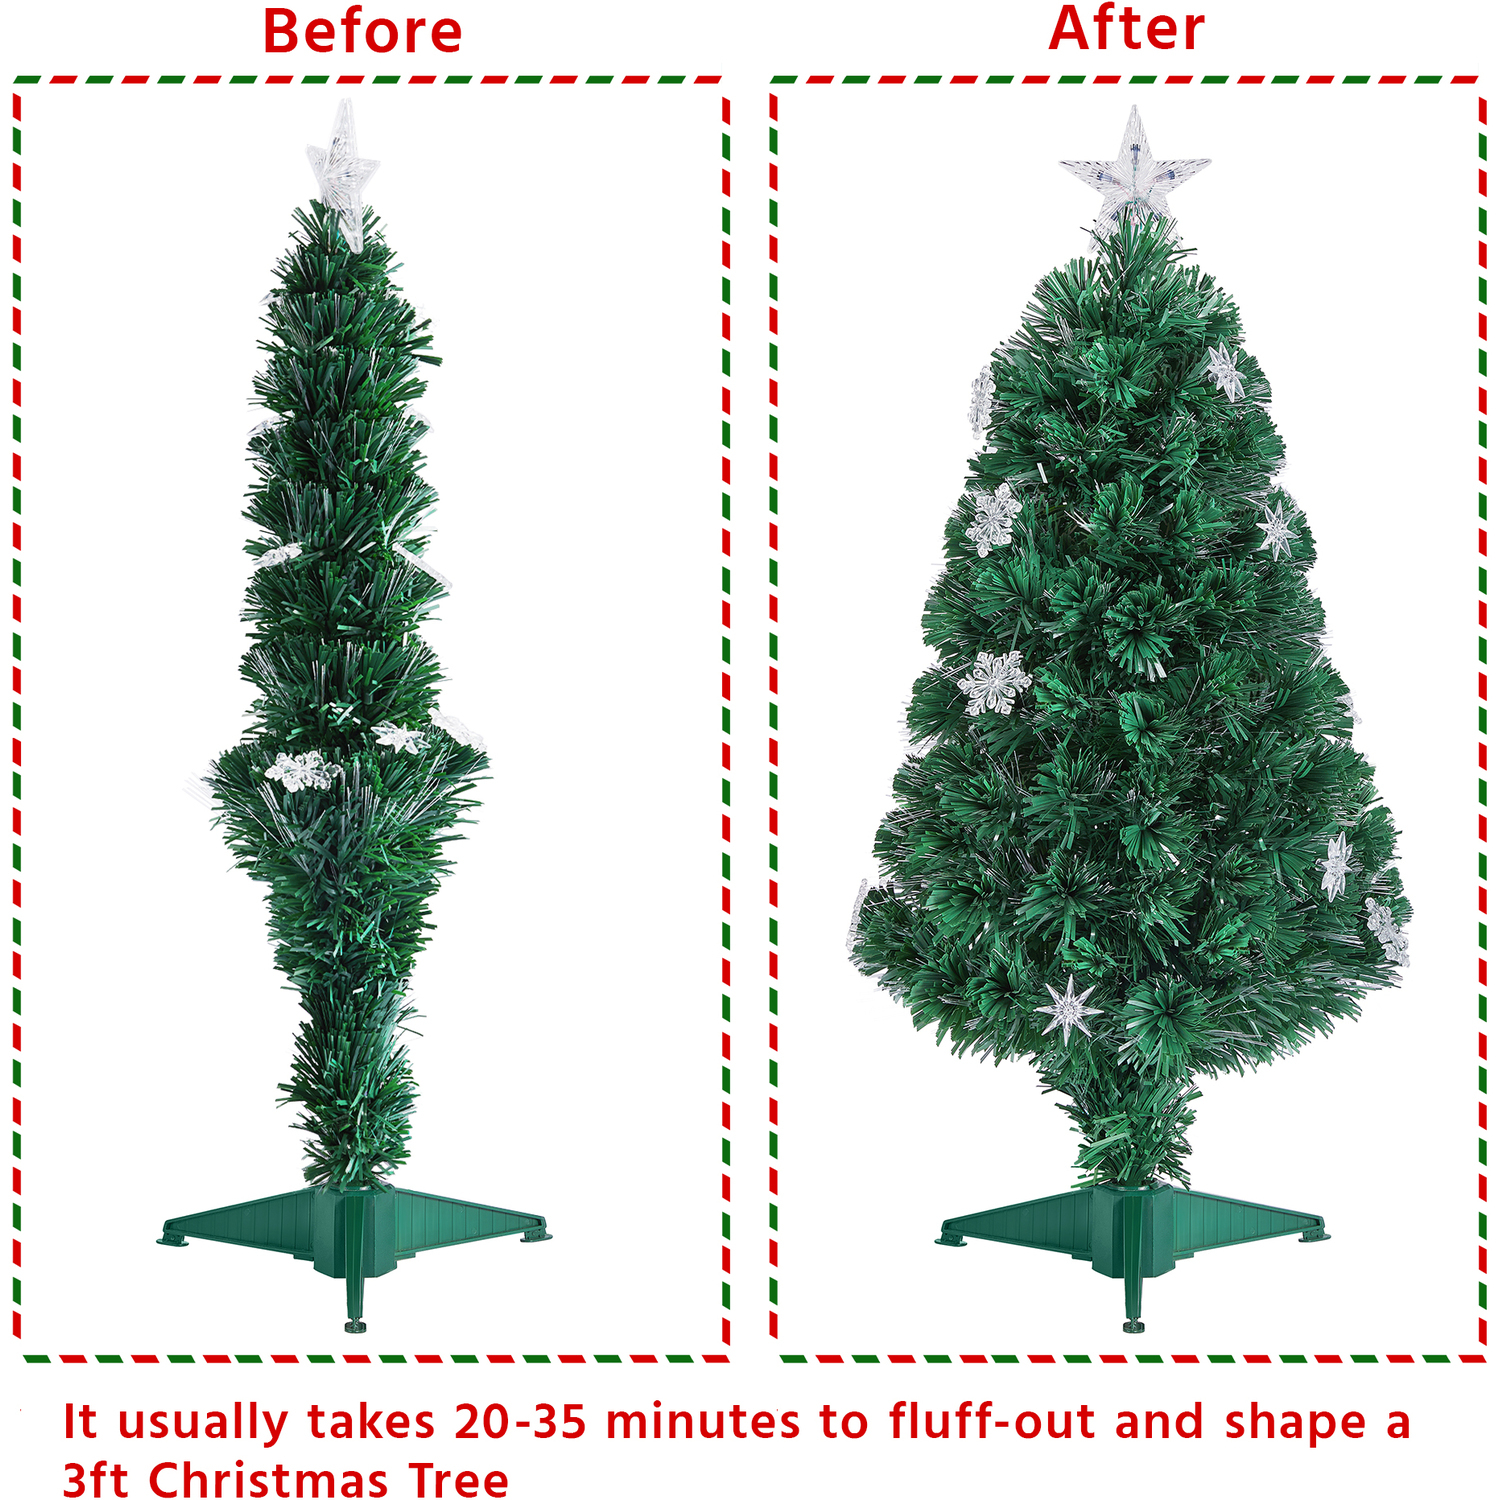 Before
After
It usually takes 20-35 minutes to fluff-out and shape a
3ft Christmas Tree